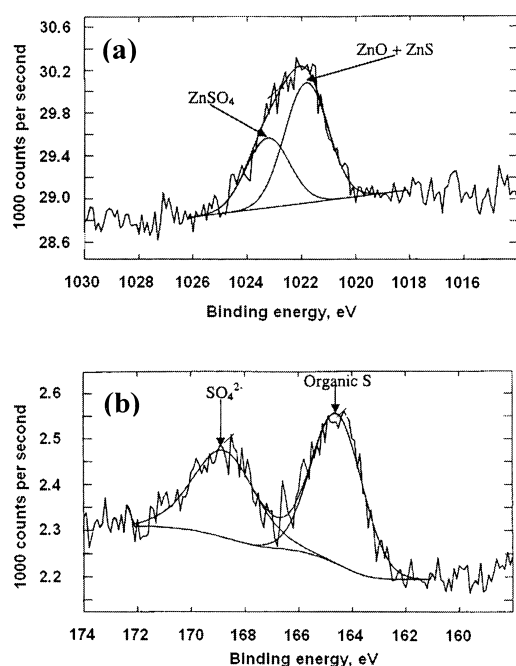 (a)
ZnO + ZnS
ZnSO₄
30.6
30.2
29.8
29.4
29.0
28.6
1000 counts per second
1030 1028 1026 1024 1022 1020 1018 1016
Binding energy, eV
(b)
SO₄²⁻
Organic S
2.6
2.5
2.4
2.3
2.2
1000 counts per second
174 172 170 168 166 164 162 160
Binding energy, eV